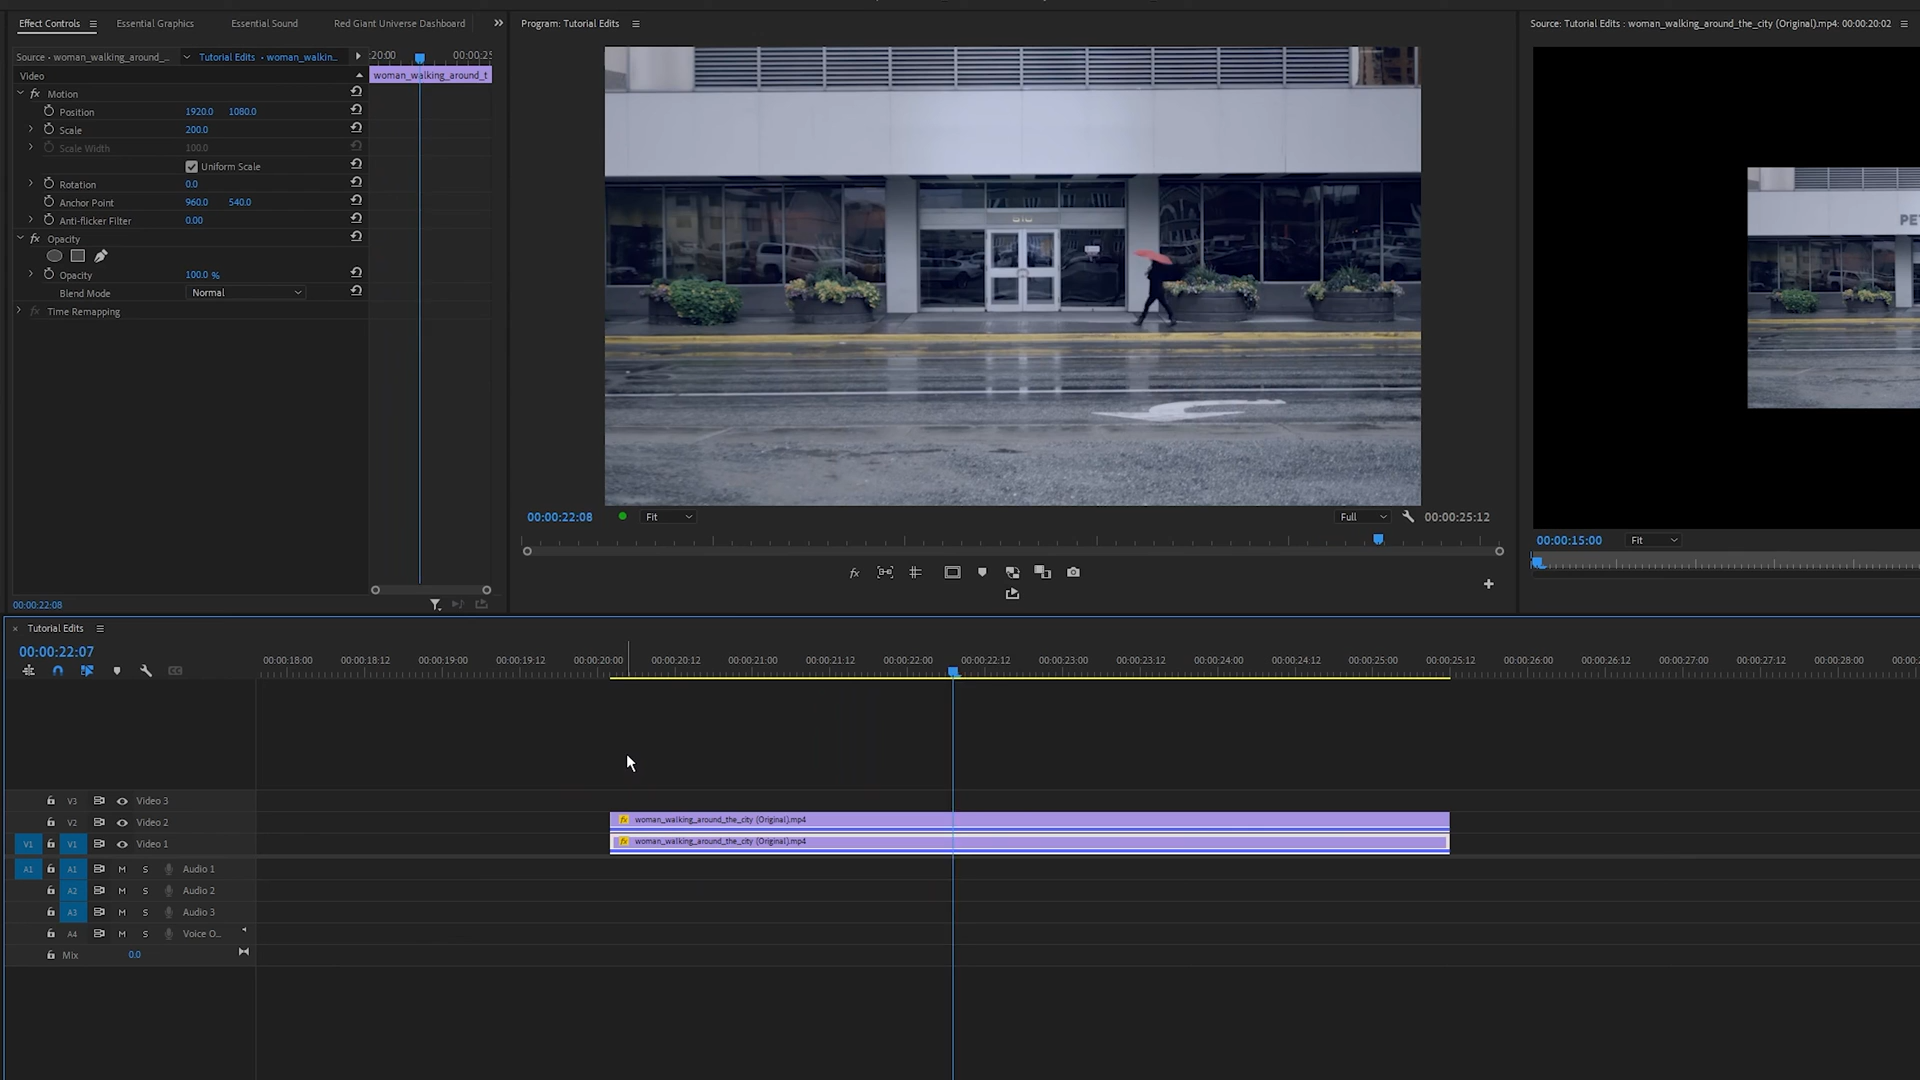 Effect Controls
Essential Graphics
Essential Sound
Red Giant Universe Dashboard
Source • woman_walking_around_...
Tutorial Edits • woman_walkin...
:20:00
00:00:25
Video
woman_walking_around_t
fx Motion
Position 1920.0 1080.0
Scale 200.0
Scale Width 100.0
Uniform Scale
Rotation 0.0
Anchor Point 960.0 540.0
Anti-flicker Filter 0.00
fx Opacity
Opacity 100.0 %
Blend Mode Normal
fx Time Remapping
00:00:22:08
Program: Tutorial Edits
510
00:00:22:08
Fit
Full
00:00:25:12
fx
Source: Tutorial Edits : woman_walking_around_the_city (Original).mp4: 00:00:20:02
PE
00:00:15:00
Fit
× Tutorial Edits
00:00:22:07
CC
00:00:18:00 00:00:18:12 00:00:19:00 00:00:19:12 00:00:20:00 00:00:20:12 00:00:21:00 00:00:21:12 00:00:22:00 00:00:22:12 00:00:23:00 00:00:23:12 00:00:24:00 00:00:24:12 00:00:25:00 00:00:25:12 00:00:26:00 00:00:26:12 00:00:27:00 00:00:27:12 00:00:28:00 00:00:2
V3 Video 3
V2 Video 2
fx woman_walking_around_the_city (Original).mp4
V1 V1 Video 1
fx woman_walking_around_the_city (Original).mp4
A1 A1 M S Audio 1
A2 M S Audio 2
A3 M S Audio 3
A4 M S Voice O...
Mix 0.0